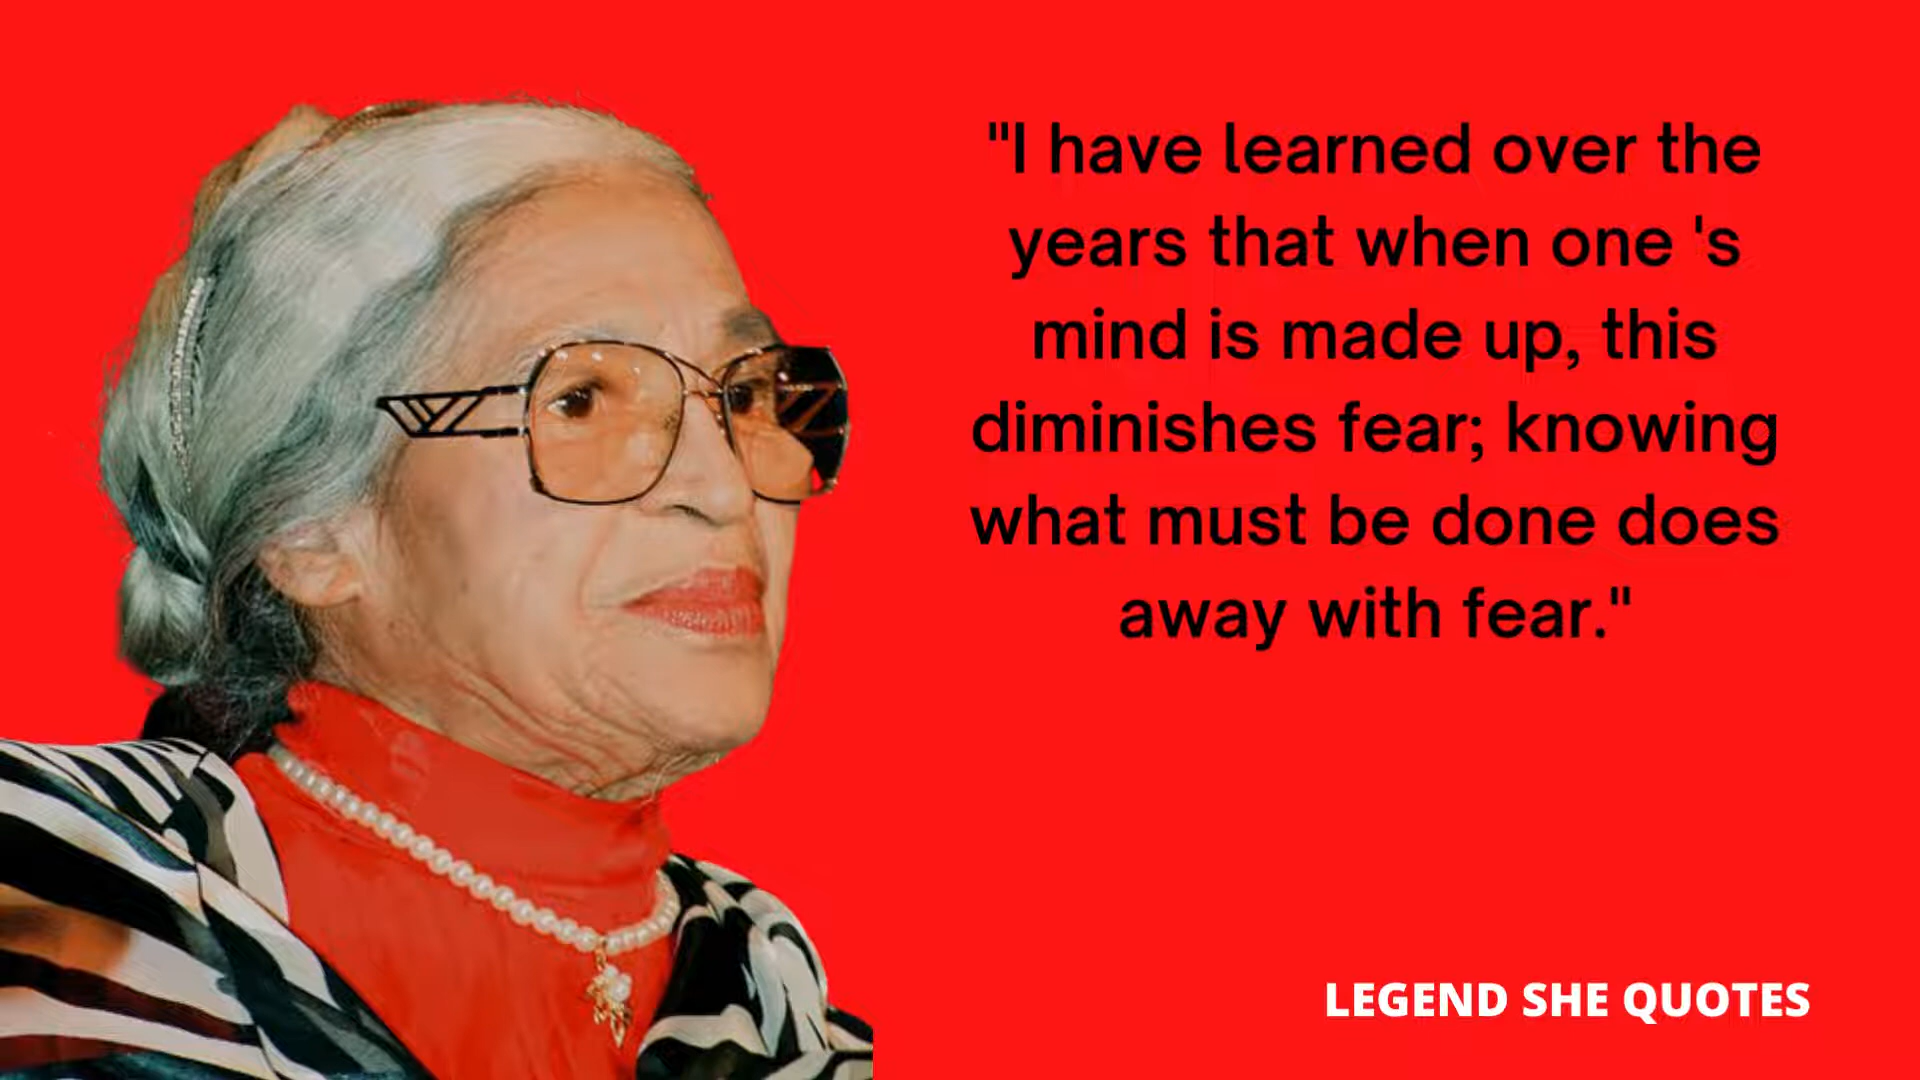 "I have learned over the
years that when one 's
mind is made up, this
diminishes fear; knowing
what must be done does
away with fear."
LEGEND SHE QUOTES